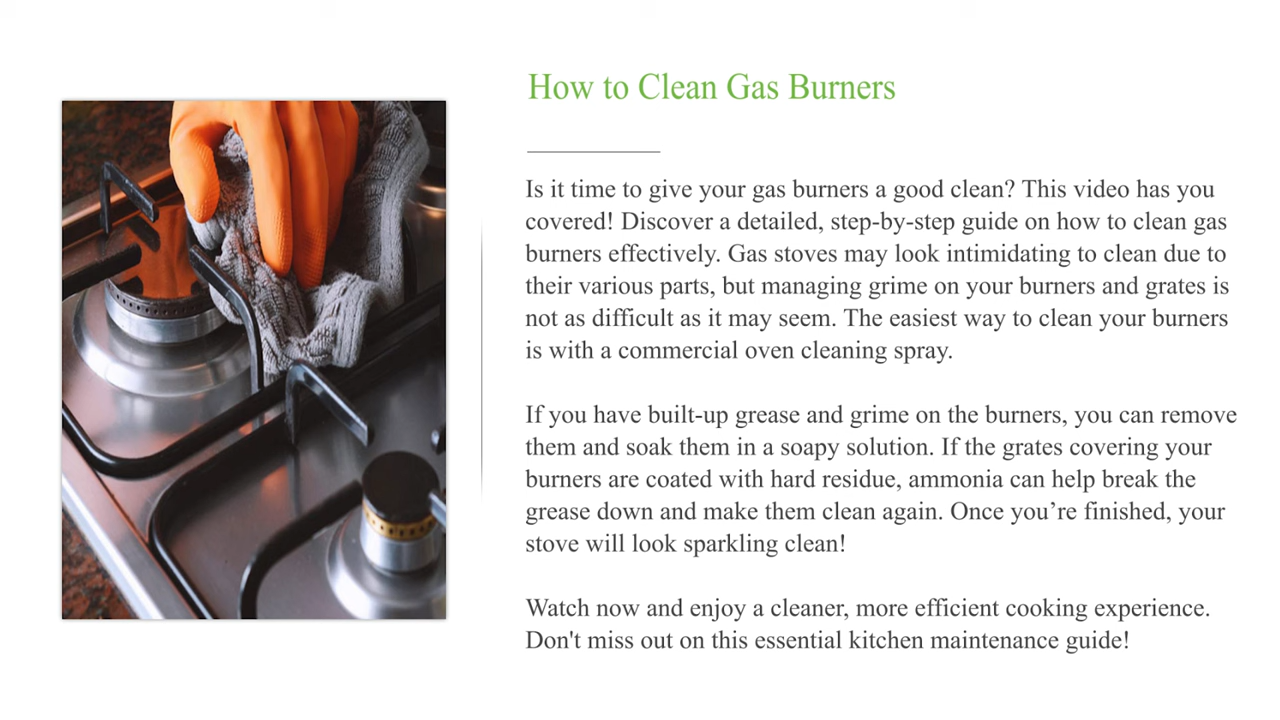 How to Clean Gas Burners
Is it time to give your gas burners a good clean? This video has you
covered! Discover a detailed, step-by-step guide on how to clean gas
burners effectively. Gas stoves may look intimidating to clean due to
their various parts, but managing grime on your burners and grates is
not as difficult as it may seem. The easiest way to clean your burners
is with a commercial oven cleaning spray.
If you have built-up grease and grime on the burners, you can remove
them and soak them in a soapy solution. If the grates covering your
burners are coated with hard residue, ammonia can help break the
grease down and make them clean again. Once you’re finished, your
stove will look sparkling clean!
Watch now and enjoy a cleaner, more efficient cooking experience.
Don't miss out on this essential kitchen maintenance guide!